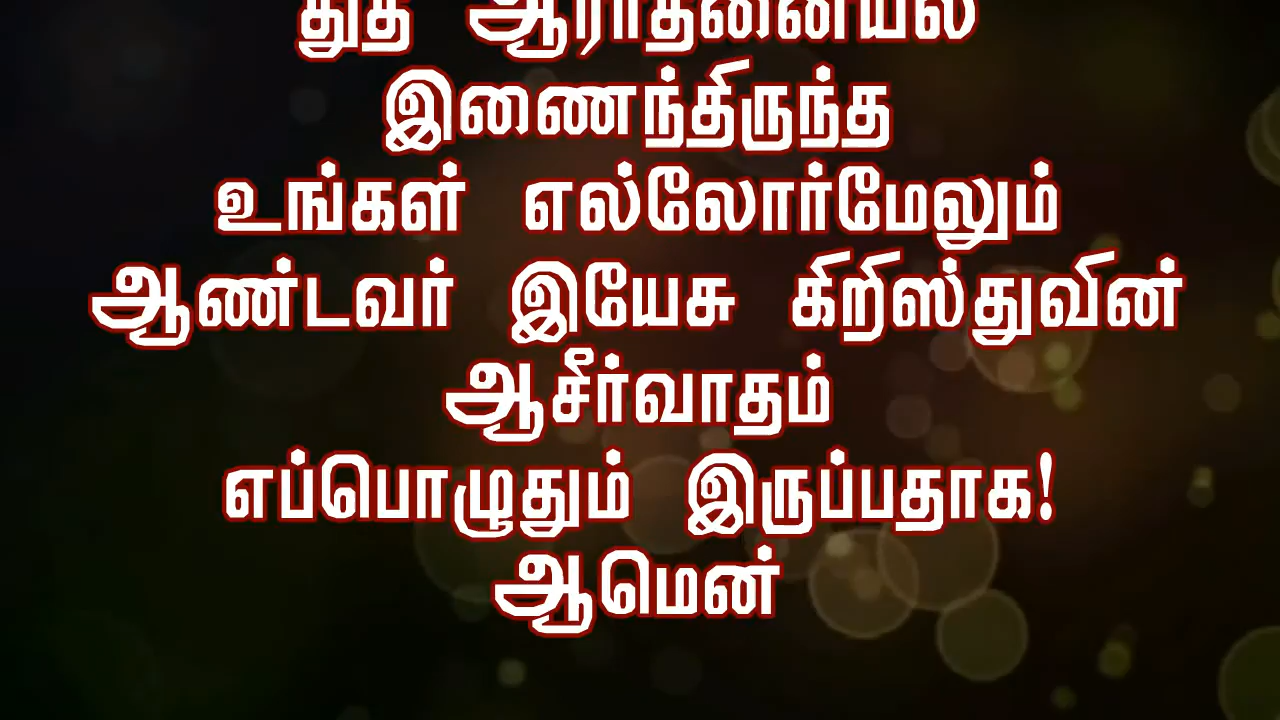 துதி ஆராதனையில்
இணைந்திருந்த
உங்கள் எல்லோர்மேலும்
ஆண்டவர் இயேசு கிறிஸ்துவின்
ஆசீர்வாதம்
எப்பொழுதும் இருப்பதாக!
ஆமென்